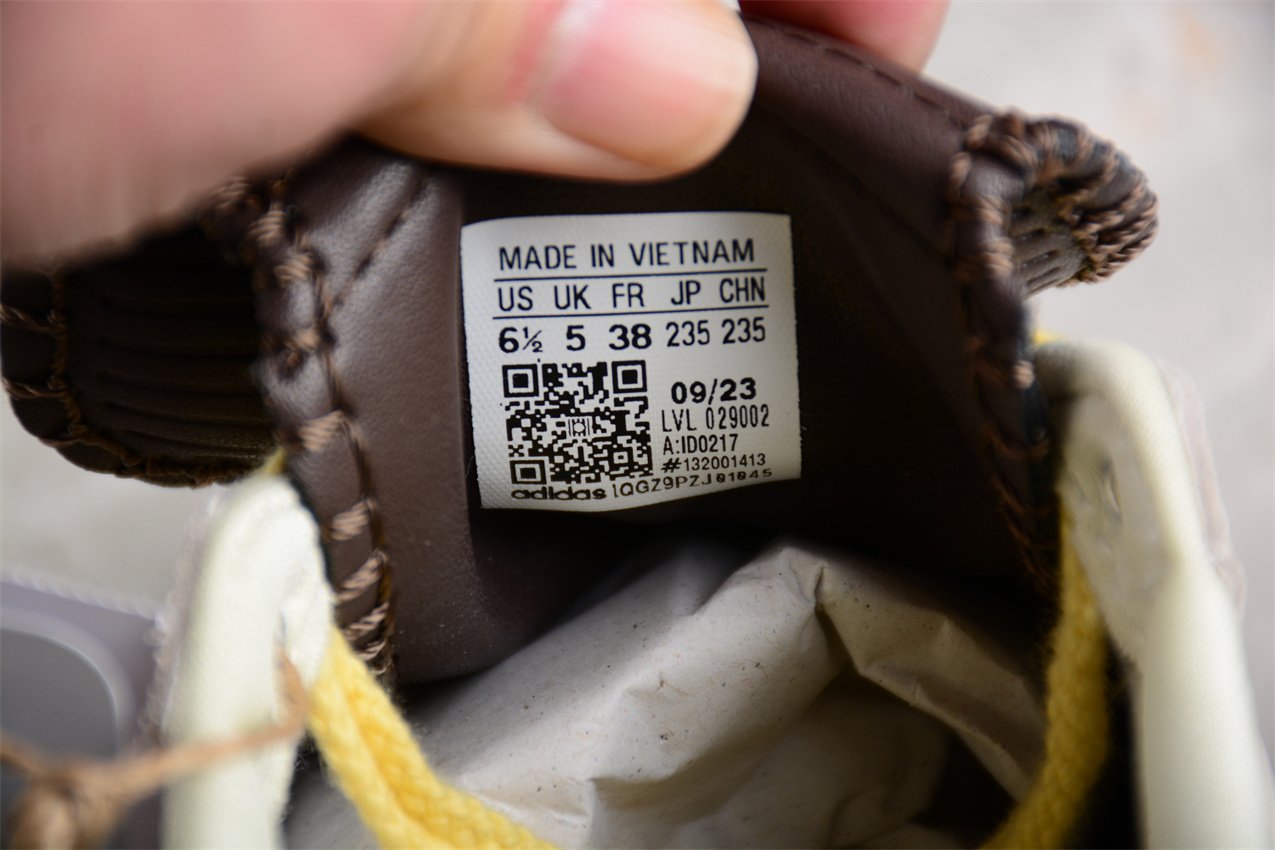 MADE IN VIETNAM
US UK FR JP CHN
6½ 5 38 235 235
09/23
LVL 029002
A:ID0217
#132001413
adidas 1QGZ9PZJ01045